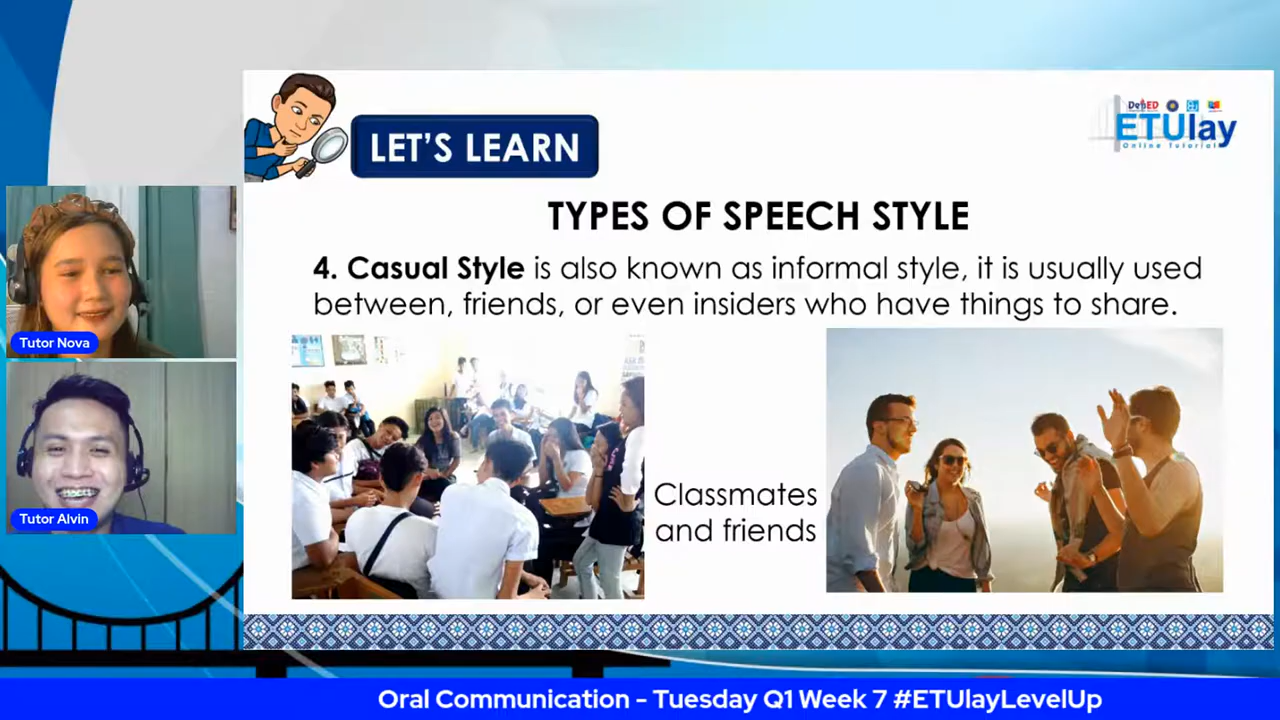 LET'S LEARN
DepED
ETUlay
Online Tutorial
TYPES OF SPEECH STYLE
4. Casual Style is also known as informal style, it is usually used
between, friends, or even insiders who have things to share.
Classmates
and friends
Tutor Nova
Tutor Alvin
Oral Communication - Tuesday Q1 Week 7 #ETUlayLevelUp